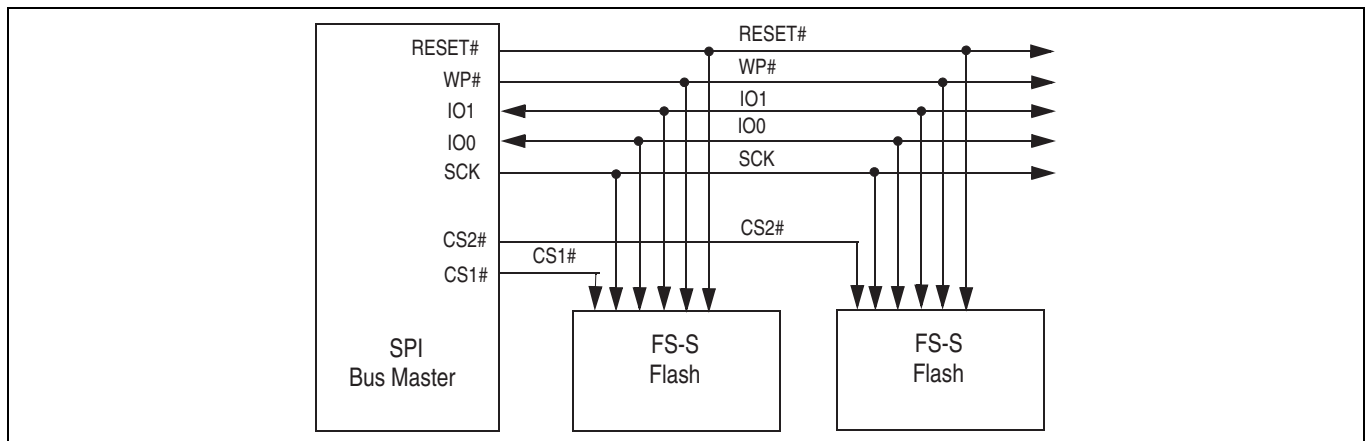 RESET#
RESET#
WP#
WP#
IO1
IO1
IO0
IO0
SCK
SCK
CS2#
CS2#
CS1#
CS1#
SPI
Bus Master
FS-S
Flash
FS-S
Flash